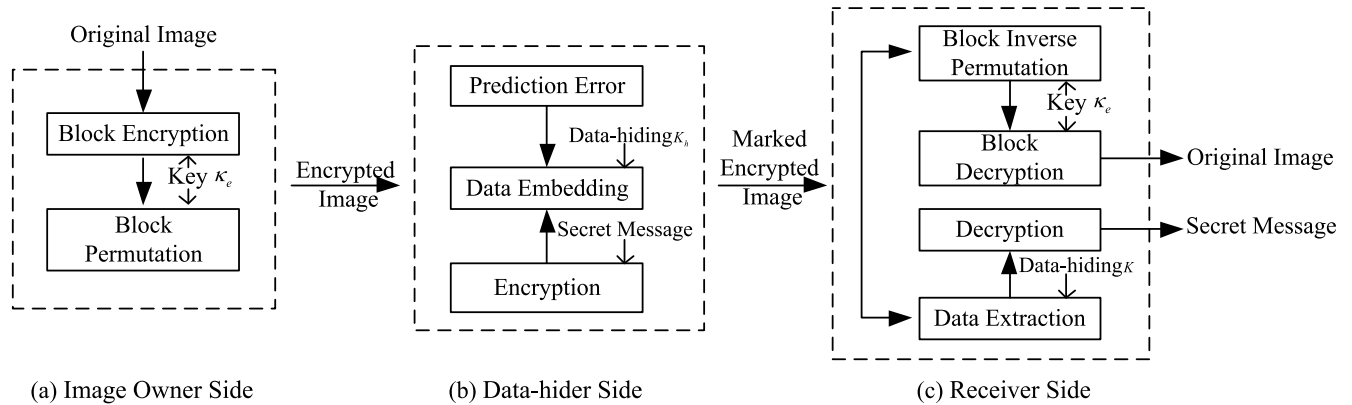 Original Image
Block Encryption
Key κe
Block
Permutation
(a) Image Owner Side
Encrypted
Image
Prediction Error
Data-hiding κh
Data Embedding
Secret Message
Encryption
(b) Data-hider Side
Marked
Encrypted
Image
Block Inverse
Permutation
Key κe
Block
Decryption
Original Image
Decryption
Secret Message
Data-hiding K
Data Extraction
(c) Receiver Side